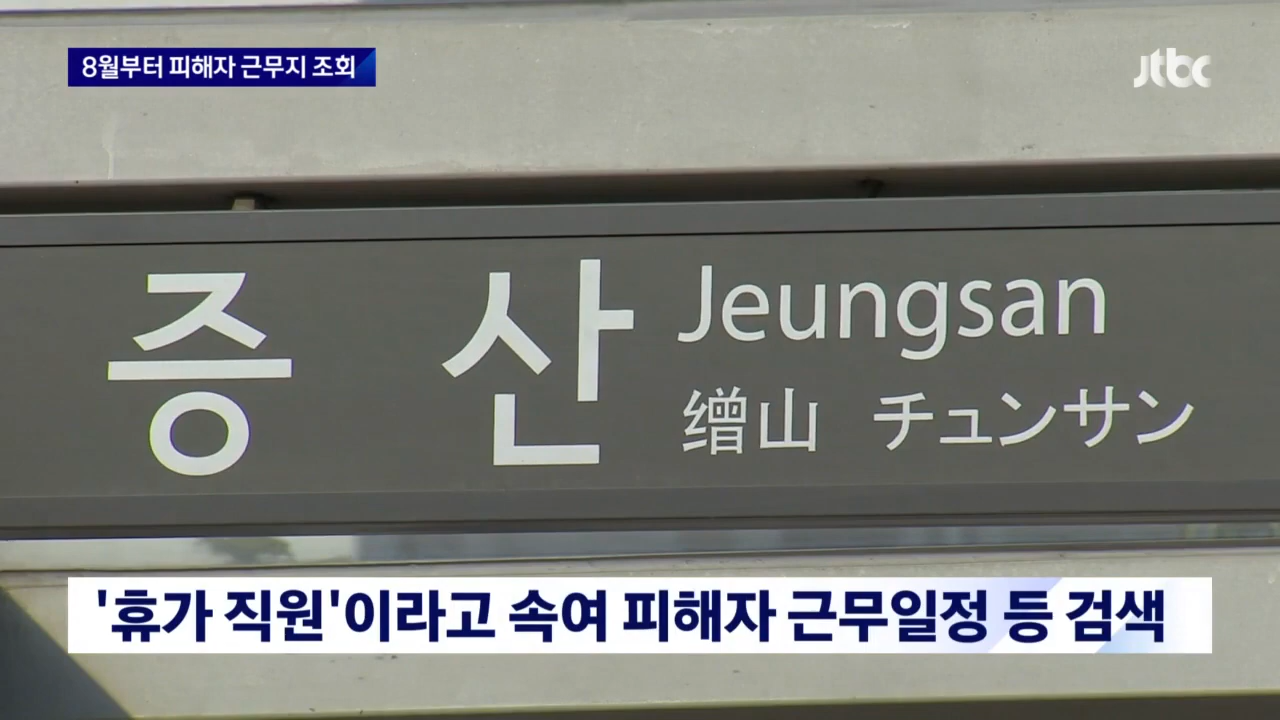 8월부터 피해자 근무지 조회
jtbc
증산
Jeungsan
缯山 チュンサン
'휴가 직원'이라고 속여 피해자 근무일정 등 검색